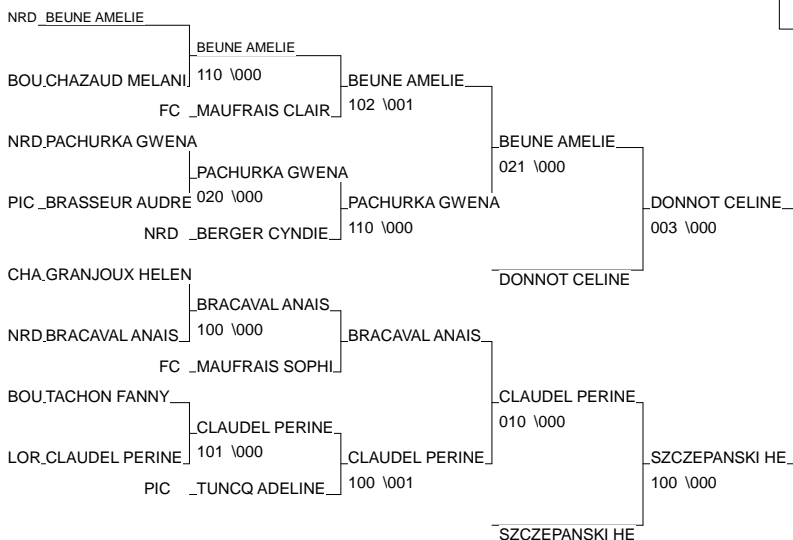 NRD BEUNE AMELIE
BEUNE AMELIE
BOU CHAZAUD MELANI 110 \000 BEUNE AMELIE
FC MAUFRAIS CLAIR 102 \001
NRD PACHURKA GWENA BEUNE AMELIE
PACHURKA GWENA 021 \000
PIC BRASSEUR AUDRE 020 \000 PACHURKA GWENA DONNOT CELINE
NRD BERGER CYNDIE 110 \000 003 \000
CHA GRANJOUX HELEN DONNOT CELINE
BRACAVAL ANAIS
NRD BRACAVAL ANAIS 100 \000 BRACAVAL ANAIS
FC MAUFRAIS SOPHI
BOU TACHON FANNY CLAUDEL PERINE
CLAUDEL PERINE 010 \000
LOR CLAUDEL PERINE 101 \000 CLAUDEL PERINE SZCZEPANSKI HE
PIC TUNCQ ADELINE 100 \001 100 \000
SZCZEPANSKI HE